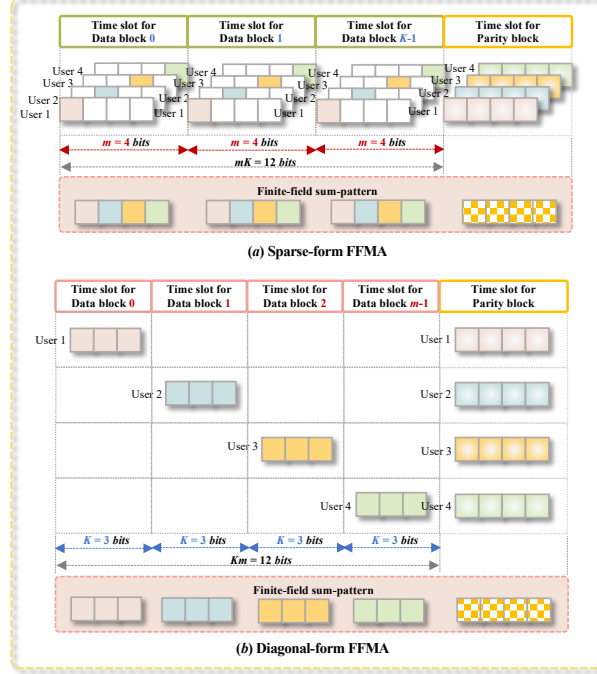 Time slot for Data block 0
Time slot for Data block 1
Time slot for Data block K-1
Time slot for Parity block
User 4
User 3
User 2
User 1
User 4
User 3
User 2
User 1
User 4
User 3
User 2
User 1
User 4
User 3
User 2
User 1
m = 4 bits
m = 4 bits
m = 4 bits
mK = 12 bits
Finite-field sum-pattern
(a) Sparse-form FFMA
Time slot for Data block 0
Time slot for Data block 1
Time slot for Data block 2
Time slot for Data block m-1
Time slot for Parity block
User 1
User 1
User 2
User 2
User 3
User 3
User 4
User 4
K = 3 bits
K = 3 bits
K = 3 bits
K = 3 bits
Km = 12 bits
Finite-field sum-pattern
(b) Diagonal-form FFMA